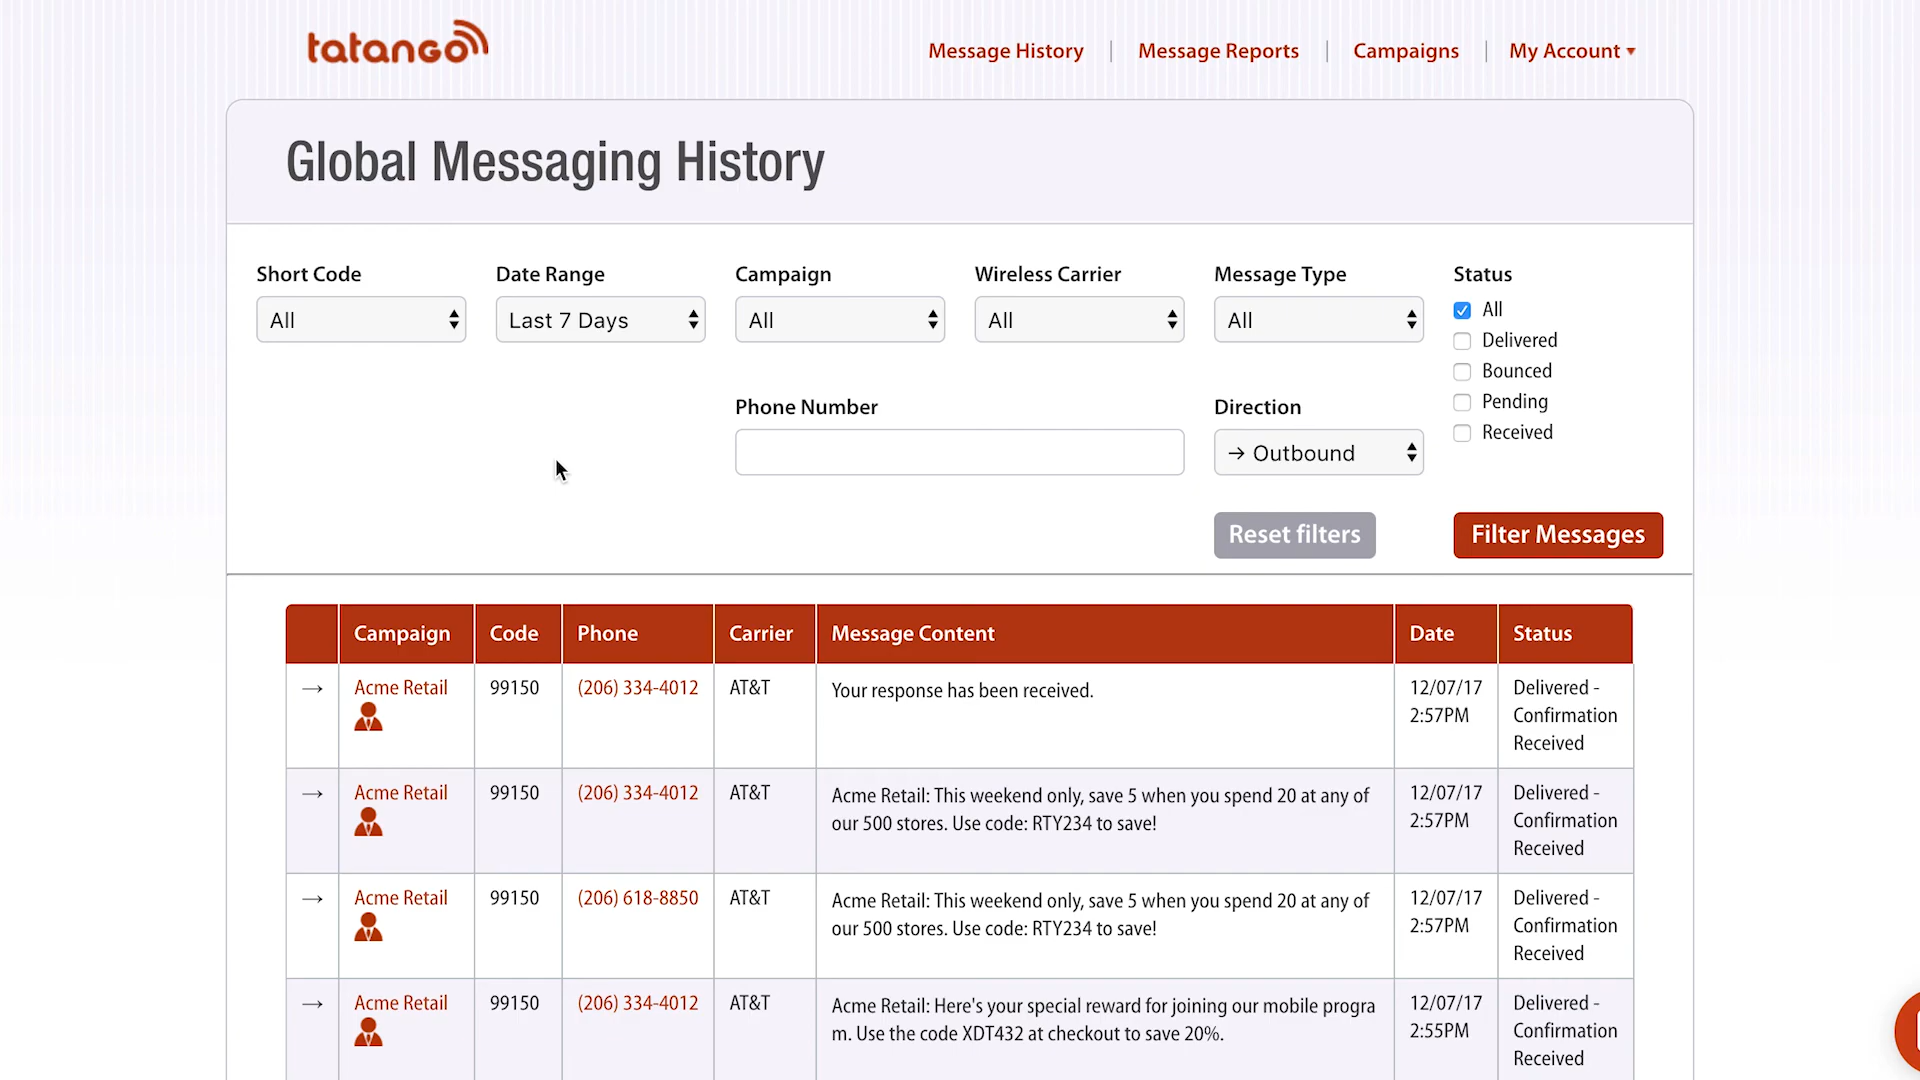 tatango
Message History | Message Reports | Campaigns | My Account
Global Messaging History
Short Code
All
Date Range
Last 7 Days
Campaign
All
Wireless Carrier
All
Message Type
All
Status
All
Delivered
Bounced
Pending
Received
Phone Number
Direction
→ Outbound
Reset filters
Filter Messages
Campaign Code Phone Carrier Message Content Date Status
→ Acme Retail 99150 (206) 334-4012 AT&T Your response has been received. 12/07/17 Delivered -
2:57PM Confirmation
Received
→ Acme Retail 99150 (206) 334-4012 AT&T Acme Retail: This weekend only, save 5 when you spend 20 at any of 12/07/17 Delivered -
our 500 stores. Use code: RTY234 to save! 2:57PM Confirmation
Received
→ Acme Retail 99150 (206) 618-8850 AT&T Acme Retail: This weekend only, save 5 when you spend 20 at any of 12/07/17 Delivered -
our 500 stores. Use code: RTY234 to save! 2:57PM Confirmation
Received
→ Acme Retail 99150 (206) 334-4012 AT&T Acme Retail: Here's your special reward for joining our mobile progra 12/07/17 Delivered -
m. Use the code XDT432 at checkout to save 20%. 2:55PM Confirmation
Received